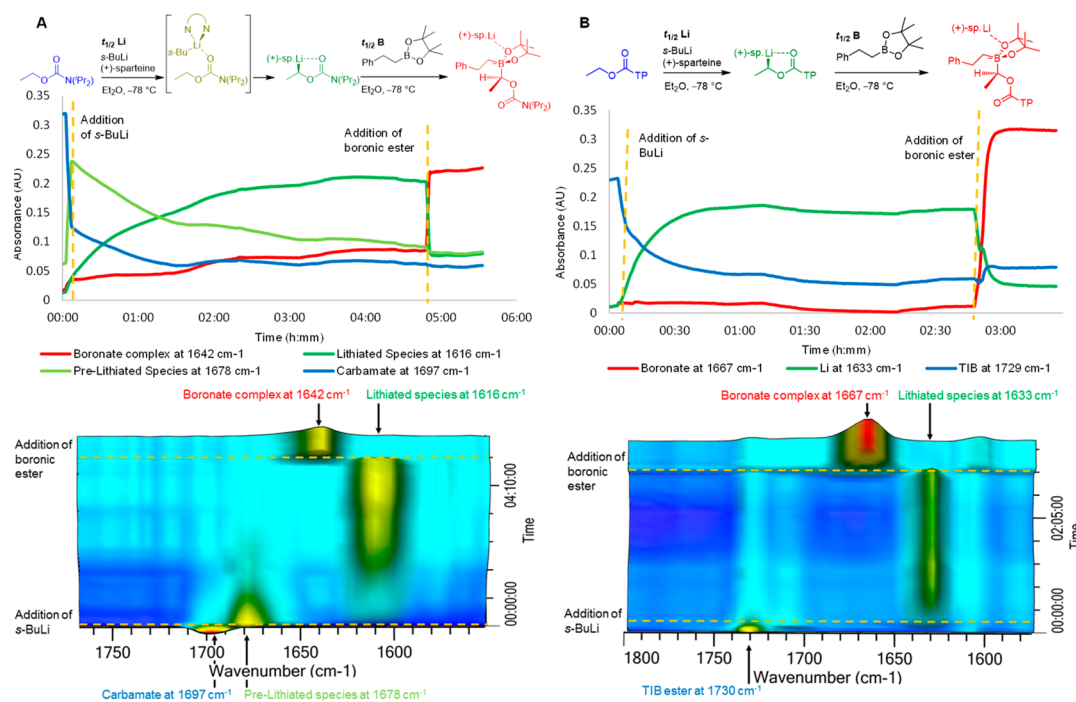 A
t1/2 Li
s-BuLi
(+)-sparteine
Et2O, –78 °C
O
O
N(iPr2)
N
N
s-Bu
Li
O
O
N(iPr2)
(+)-sp.Li
O
H
O
N(iPr2)
t1/2 B
Ph
O
B
O
Et2O, –78 °C
(+)-sp.Li
O
Ph
B
O
H
O
O
N(iPr2)
Absorbance (AU)
0.35
0.3
0.25
0.2
0.15
0.1
0.05
0
Addition
of s-BuLi
Addition of
boronic ester
00:00
01:00
02:00
03:00
04:00
05:00
06:00
Time (h:mm)
Boronate complex at 1642 cm-1
Lithiated Species at 1616 cm-1
Pre-Lithiated Species at 1678 cm-1
Carbamate at 1697 cm-1
Boronate complex at 1642 cm-1
Lithiated species at 1616 cm-1
Addition of
boronic
ester
Addition of
s-BuLi
04:10:00
00:00:00
Time
1750
1700
1650
1600
Wavenumber (cm-1)
Carbamate at 1697 cm-1
Pre-Lithiated species at 1678 cm-1
B
O
O
TP
t1/2 Li
s-BuLi
(+)-sparteine
Et2O, –78 °C
(+)-sp.Li
O
O
TP
t1/2 B
Ph
O
B
O
Et2O, –78 °C
(+)-sp.Li
O
Ph
B
O
H
O
O
TP
Absorbance (AU)
0.35
0.3
0.25
0.2
0.15
0.1
0.05
0
Addition of s-
BuLi
Addition of
boronic ester
00:00
00:30
01:00
01:30
02:00
02:30
03:00
Time (h:mm)
Boronate at 1667 cm-1
Li at 1633 cm-1
TIB at 1729 cm-1
Boronate complex at 1667 cm-1
Lithiated species at 1633 cm-1
Addition of
boronic
ester
Addition of
s-BuLi
02:05:00
00:00:00
Time
1800
1750
1700
1650
1600
Wavenumber (cm-1)
TIB ester at 1730 cm-1